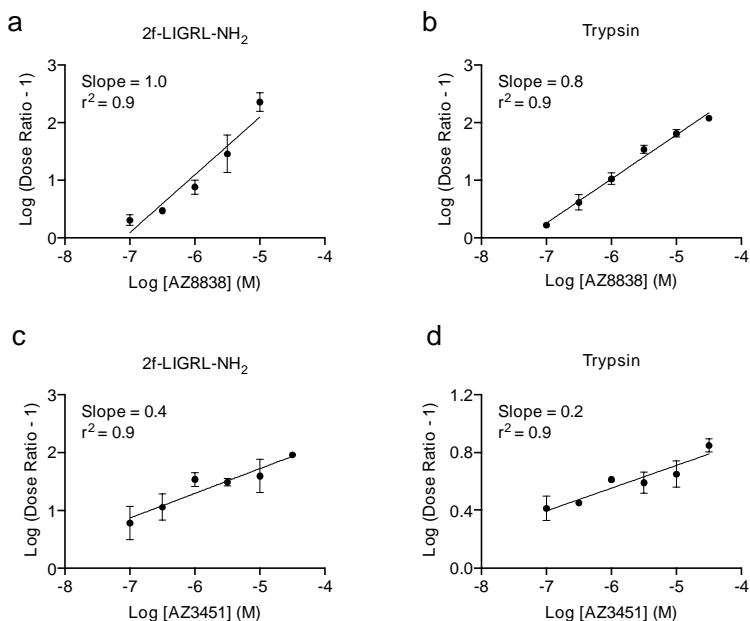 a
2f-LIGRL-NH2
Slope = 1.0
r2 = 0.9
Log (Dose Ratio - 1)
3
2
1
0
-8
-7
-6
-5
-4
Log [AZ8838] (M)
b
Trypsin
Slope = 0.8
r2 = 0.9
Log (Dose Ratio - 1)
3
2
1
0
-8
-7
-6
-5
-4
Log [AZ8838] (M)
c
2f-LIGRL-NH2
Slope = 0.4
r2 = 0.9
Log (Dose Ratio - 1)
3
2
1
0
-8
-7
-6
-5
-4
Log [AZ3451] (M)
d
Trypsin
Slope = 0.2
r2 = 0.9
Log (Dose Ratio - 1)
1.2
0.8
0.4
0.0
-8
-7
-6
-5
-4
Log [AZ3451] (M)